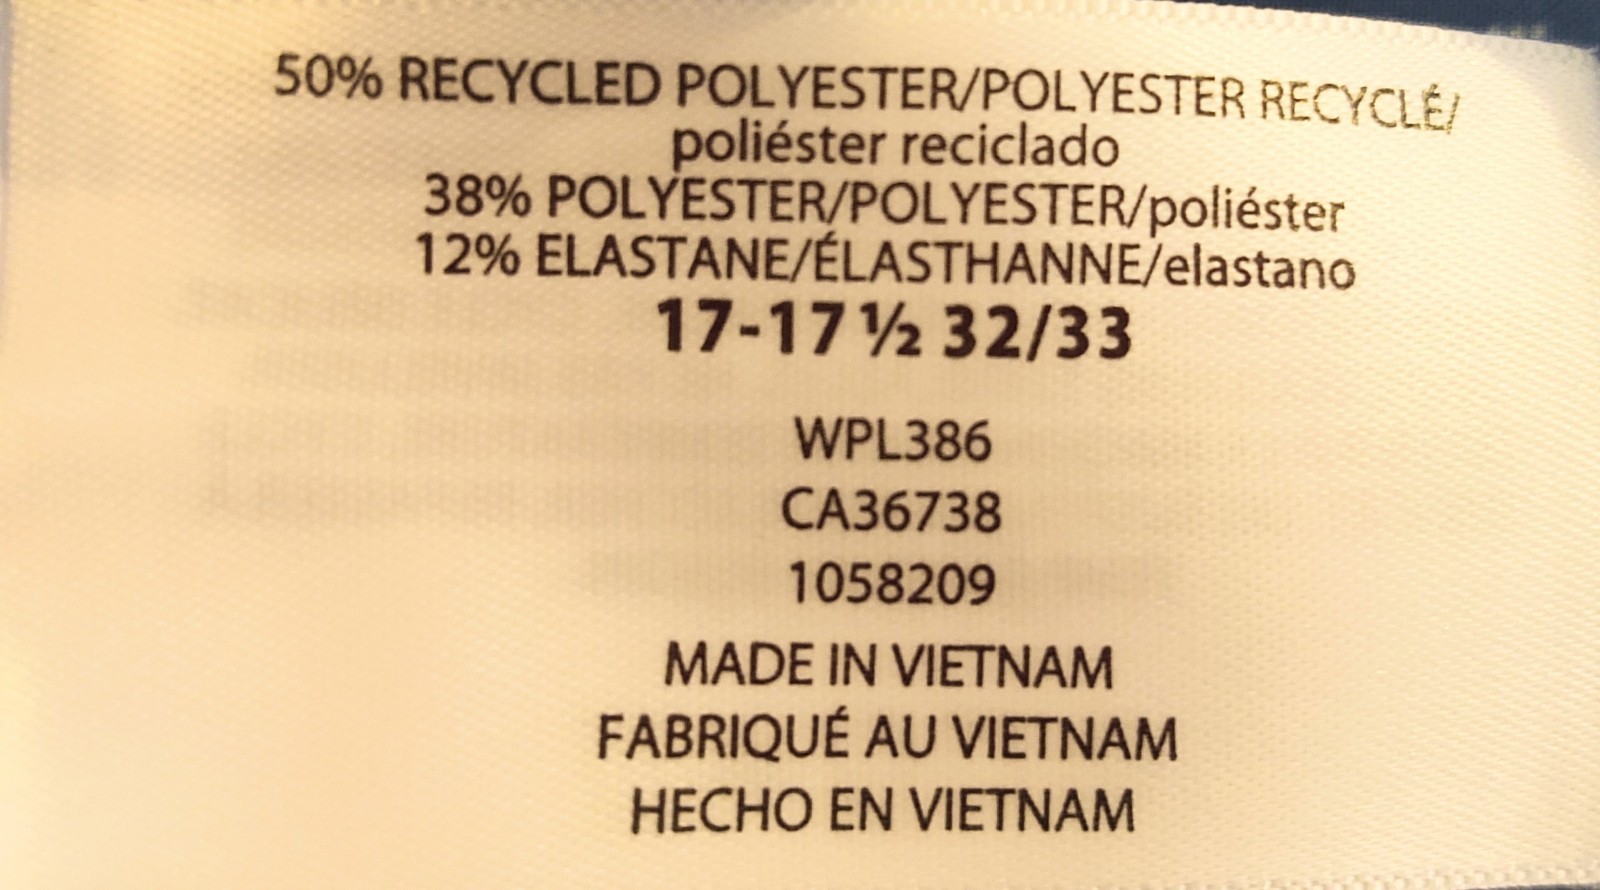 50% RECYCLED POLYESTER/POLYESTER RECYCLÉ/
poliéster reciclado
38% POLYESTER/POLYESTER/poliéster
12% ELASTANE/ÉLASTHANNE/elastano
17-17 ½ 32/33
WPL386
CA36738
1058209
MADE IN VIETNAM
FABRIQUÉ AU VIETNAM
HECHO EN VIETNAM